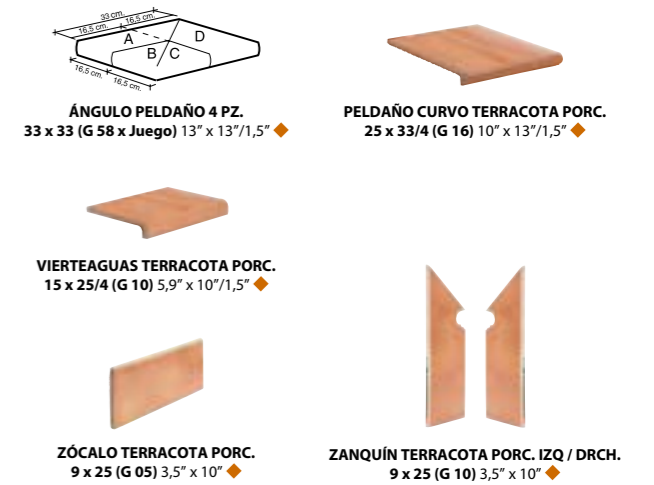 33 cm.
16,5 cm. 16,5 cm.
A D
B C
16,5 cm. 16,5 cm.
ÁNGULO PELDAÑO 4 PZ.
33 x 33 (G 58 x Juego) 13” x 13”/1,5”
PELDAÑO CURVO TERRACOTA PORC.
25 x 33/4 (G 16) 10” x 13”/1,5”
VIERTEAGUAS TERRACOTA PORC.
15 x 25/4 (G 10) 5,9” x 10”/1,5”
ZÓCALO TERRACOTA PORC.
9 x 25 (G 05) 3,5” x 10”
ZANQUÍN TERRACOTA PORC. IZQ / DRCH.
9 x 25 (G 10) 3,5” x 10”